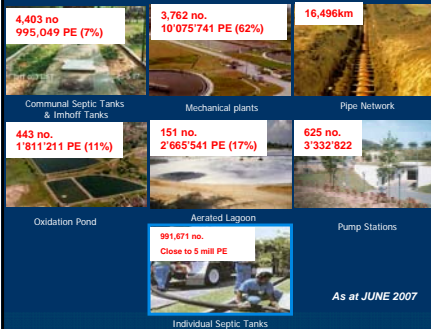 4,403 no
995,049 PE (7%)
3,762 no.
10'075'741 PE (62%)
16,496km
Communal Septic Tanks
& Imhoff Tanks
Mechanical plants
Pipe Network
443 no.
1'811'211 PE (11%)
151 no.
2'665'541 PE (17%)
625 no.
3'332'822
Oxidation Pond
Aerated Lagoon
Pump Stations
991,671 no.
Close to 5 mill PE
As at JUNE 2007
Individual Septic Tanks